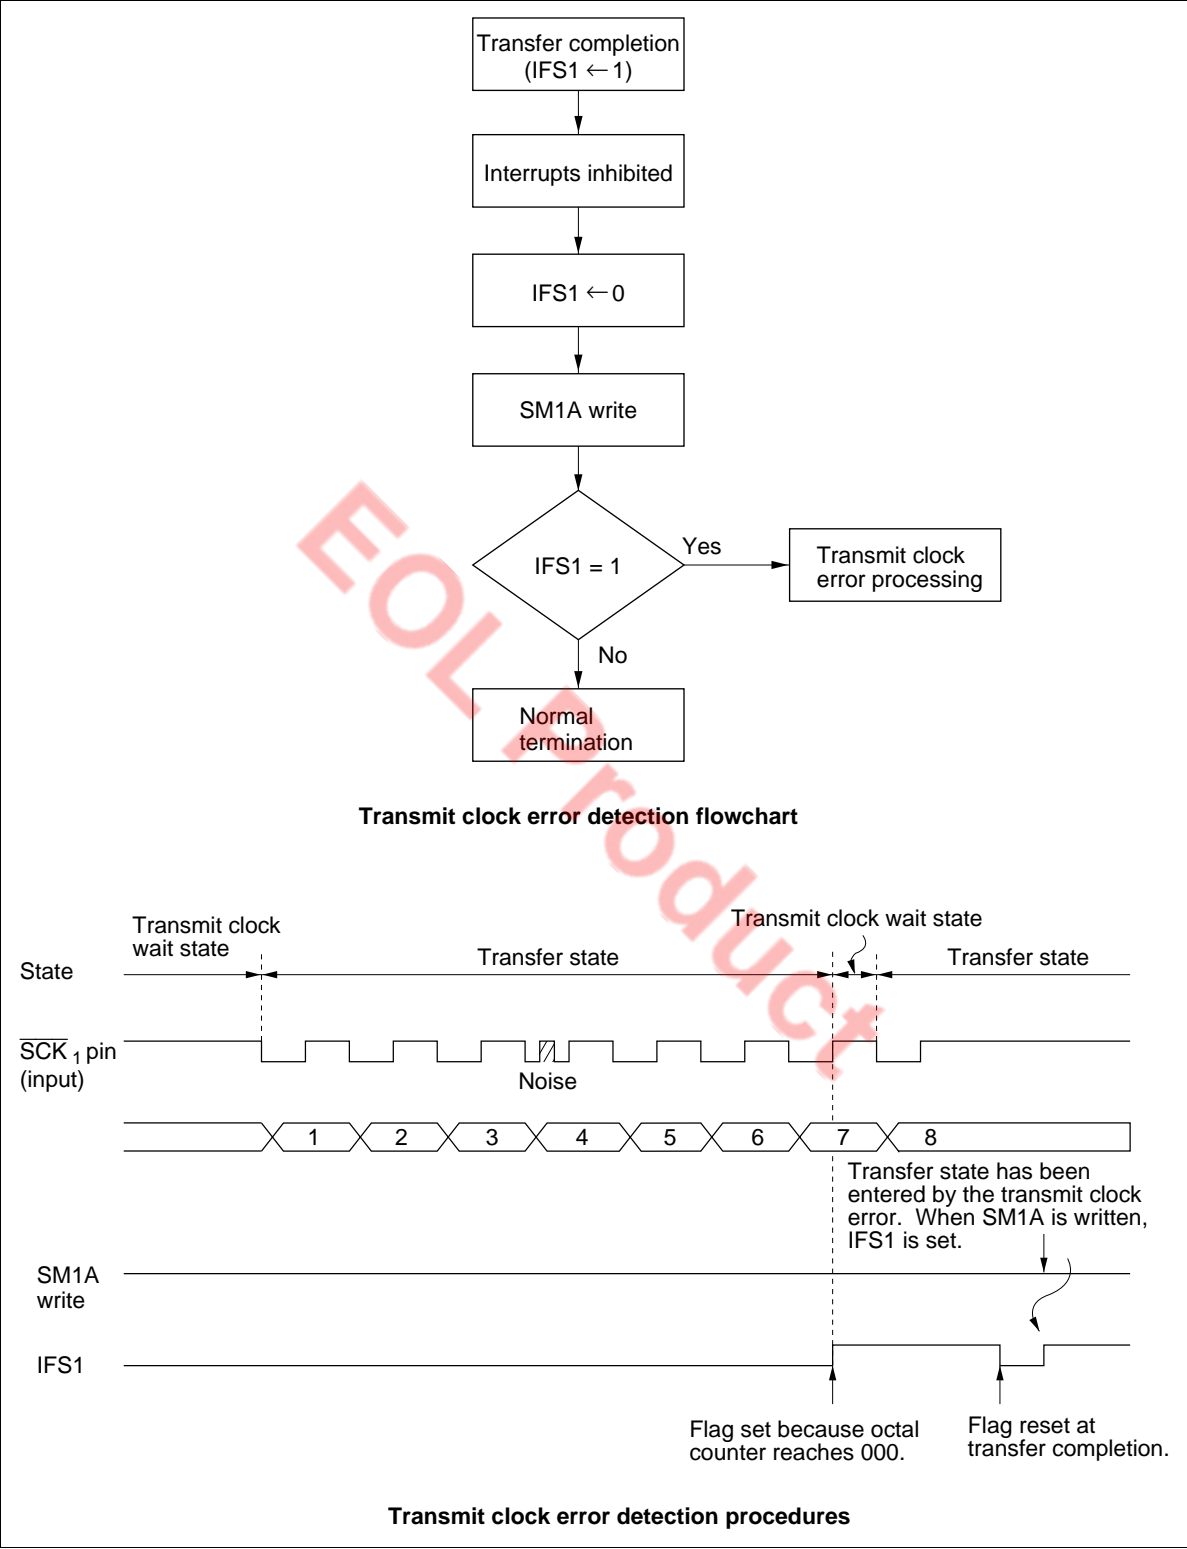 Transfer completion
(IFS1 ← 1)
Interrupts inhibited
IFS1 ← 0
SM1A write
IFS1 = 1
Yes
Transmit clock
error processing
No
Normal
termination
EOL Product
Transmit clock error detection flowchart
Transmit clock
wait state
Transmit clock wait state
State
Transfer state
Transfer state
SCK 1 pin
(input)
Noise
1 2 3 4 5 6 7 8
Transfer state has been
entered by the transmit clock
error. When SM1A is written,
IFS1 is set.
SM1A
write
IFS1
Flag set because octal
counter reaches 000.
Flag reset at
transfer completion.
Transmit clock error detection procedures